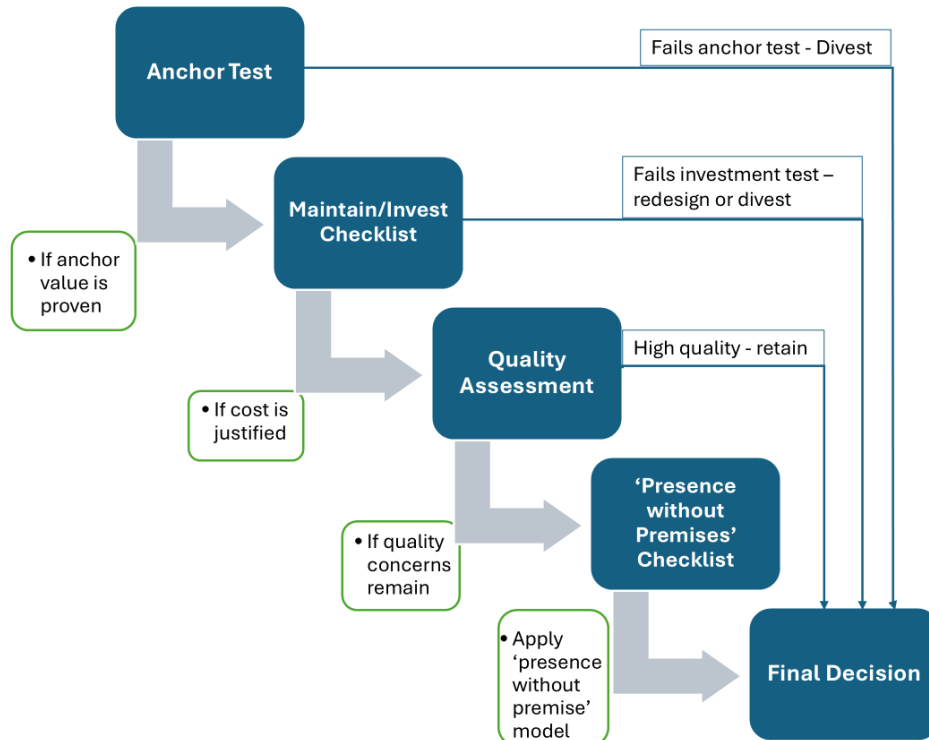 Fails anchor test - Divest
Anchor Test
Fails investment test –
redesign or divest
Maintain/Invest
Checklist
• If anchor
value is
proven
High quality - retain
Quality
Assessment
• If cost is
justified
‘Presence
without
Premises’
Checklist
• If quality
concerns
remain
• Apply
‘presence
without
premise’
model
Final Decision